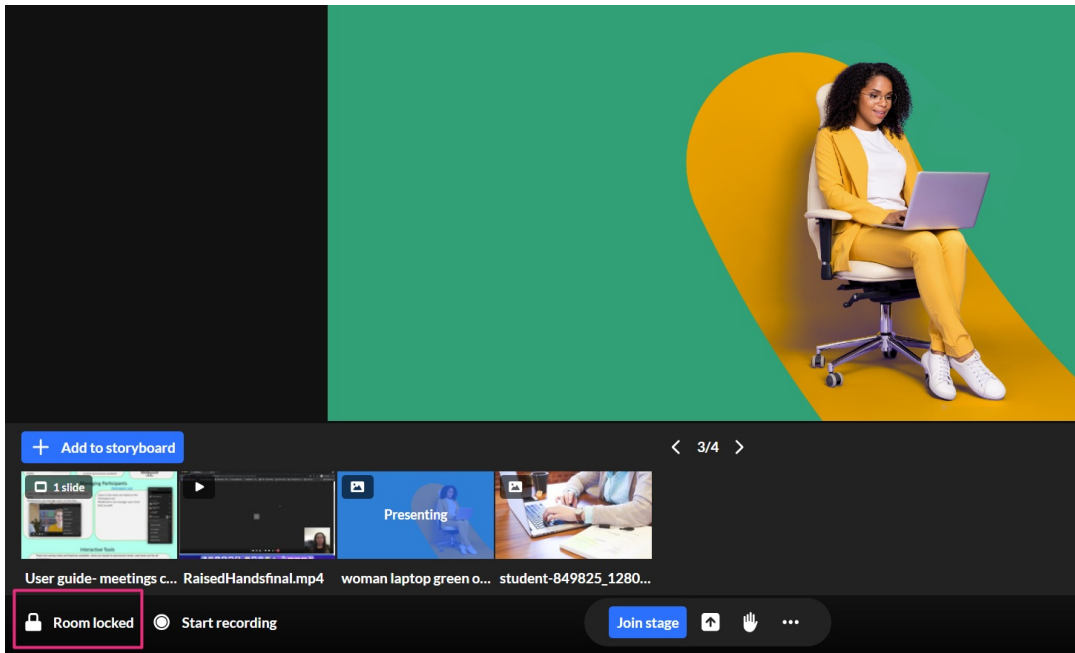 Add to storyboard
3/4
1 slide
Presenting
User guide- meetings c...
RaisedHandsfinal.mp4
woman laptop green o...
student-849825_1280...
Room locked
Start recording
Join stage